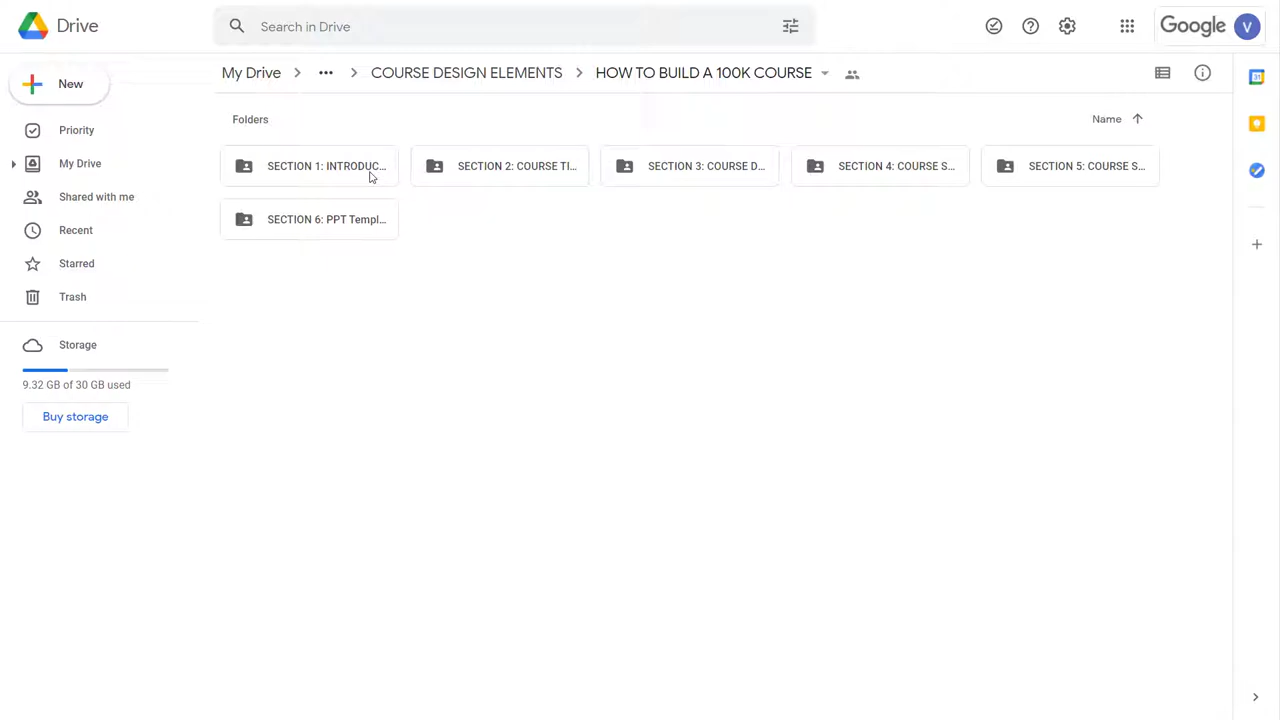 Drive
Search in Drive
Google
V
My Drive
COURSE DESIGN ELEMENTS
HOW TO BUILD A 100K COURSE
31
New
Folders
Name
Priority
My Drive
Shared with me
Recent
Starred
Trash
SECTION 1: INTRODUC...
SECTION 2: COURSE TI...
SECTION 3: COURSE D...
SECTION 4: COURSE S...
SECTION 5: COURSE S...
SECTION 6: PPT Templ...
Storage
9.32 GB of 30 GB used
Buy storage